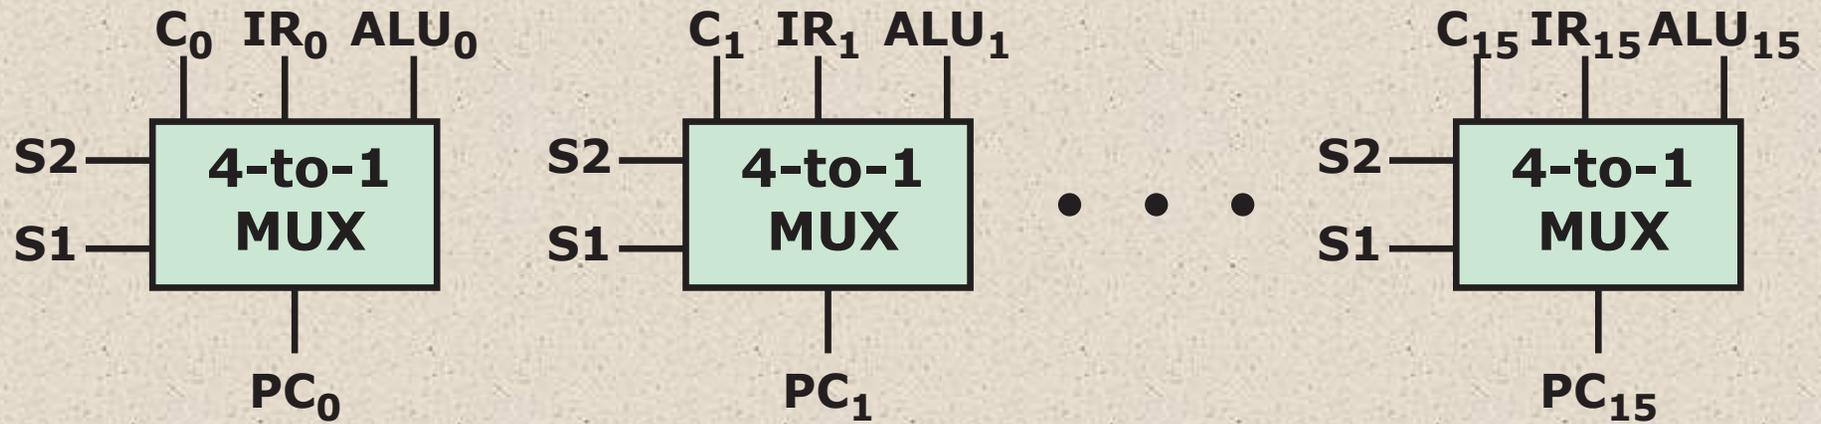 C₀ IR₀ ALU₀ C₁ IR₁ ALU₁ C₁₅ IR₁₅ ALU₁₅
S2 4-to-1 S2 4-to-1 S2 4-to-1
S1 MUX S1 MUX • • • S1 MUX
PC₀ PC₁ PC₁₅